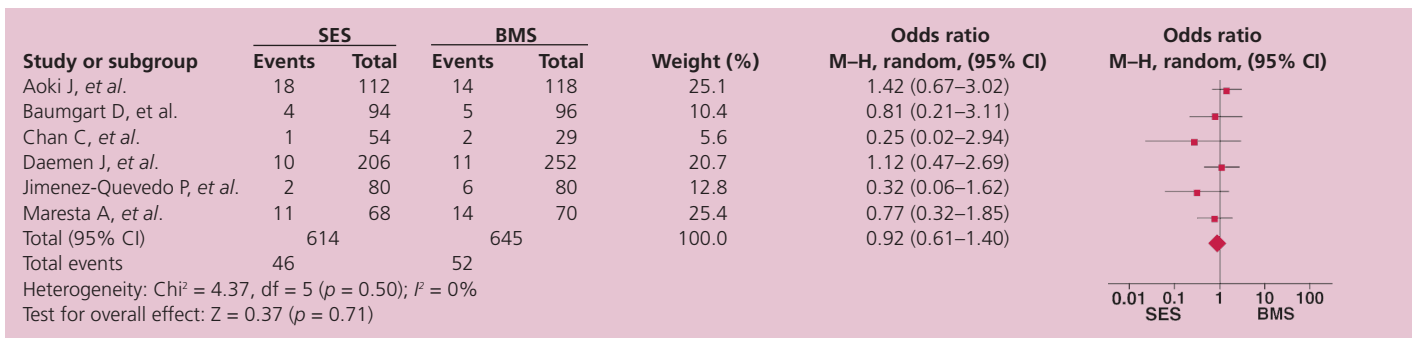 SES BMS Odds ratio Odds ratio
Study or subgroup Events Total Events Total Weight (%) M–H, random, (95% CI) M–H, random, (95% CI)
Aoki J, et al. 18 112 14 118 25.1 1.42 (0.67–3.02)
Baumgart D, et al. 4 94 5 96 10.4 0.81 (0.21–3.11)
Chan C, et al. 1 54 2 29 5.6 0.25 (0.02–2.94)
Daemen J, et al. 10 206 11 252 20.7 1.12 (0.47–2.69)
Jimenez-Quevedo P, et al. 2 80 6 80 12.8 0.32 (0.06–1.62)
Maresta A, et al. 11 68 14 70 25.4 0.77 (0.32–1.85)
Total (95% CI) 614 645 100.0 0.92 (0.61–1.40)
Total events 46 52
Heterogeneity: Chi² = 4.37, df = 5 (p = 0.50); I² = 0%
Test for overall effect: Z = 0.37 (p = 0.71)
0.01 0.1 1 10 100
SES BMS